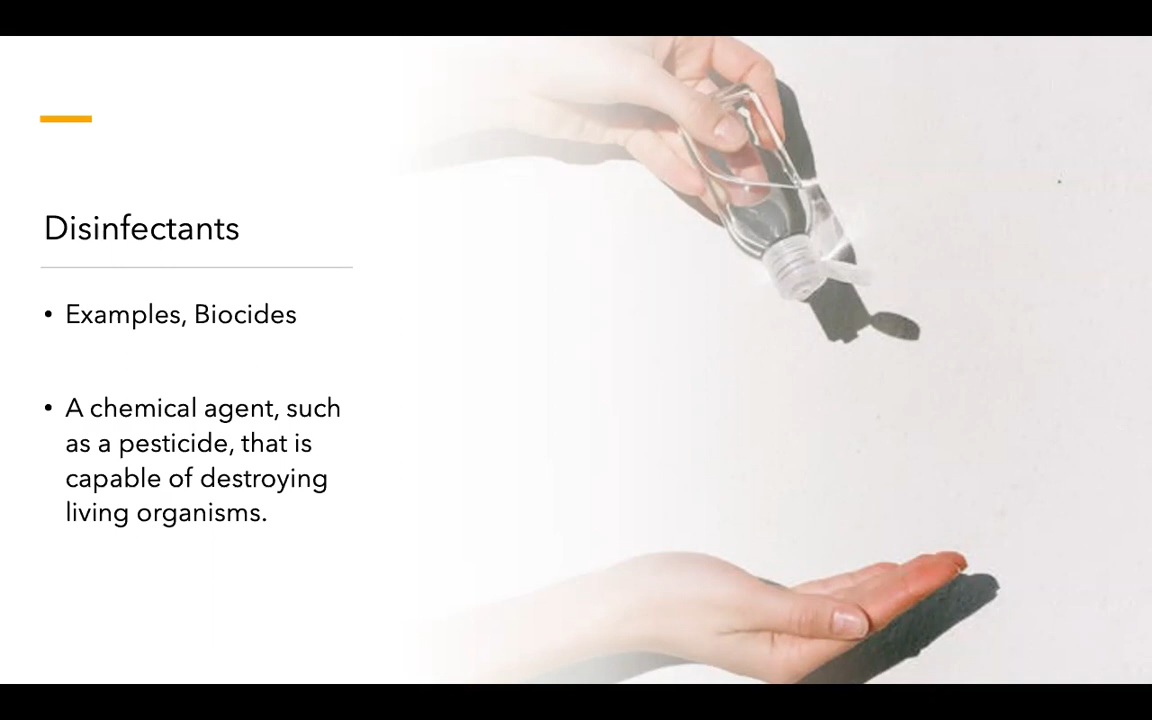 Disinfectants
• Examples, Biocides
• A chemical agent, such
as a pesticide, that is
capable of destroying
living organisms.